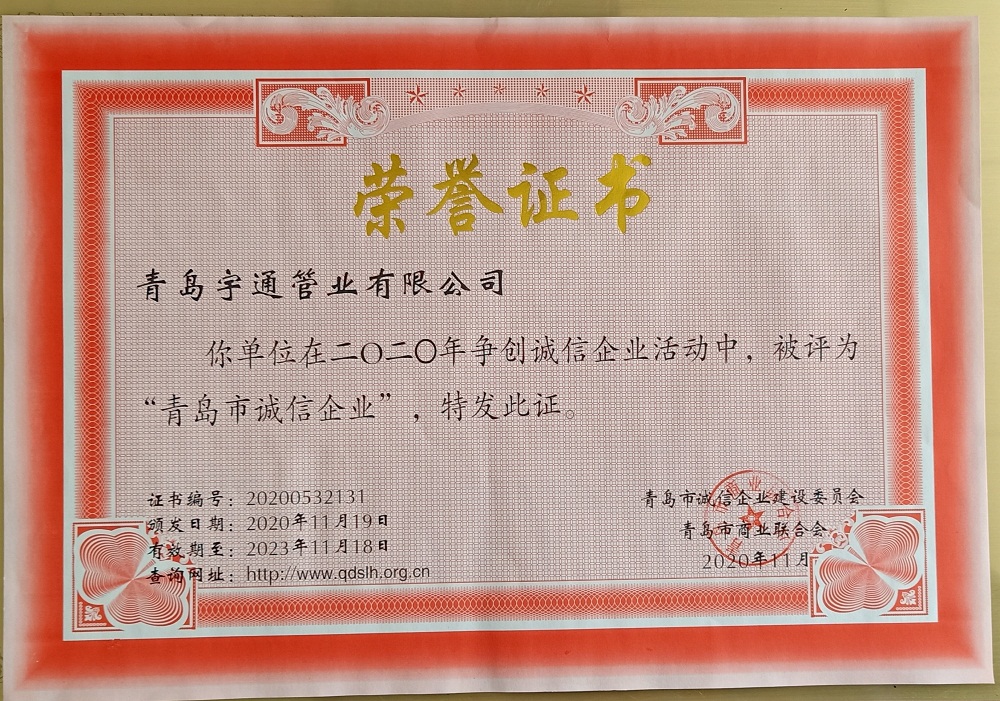 荣誉证书
青岛宇通管业有限公司
你单位在二〇二〇年争创诚信企业活动中，被评为
“青岛市诚信企业”，特发此证。
证书编号：20200532131
颁发日期：2020年11月19日
有效期至：2023年11月18日
查询网址：http://www.qdslh.org.cn
青岛市诚信企业建设委员会
青岛市商业联合会
2020年11月